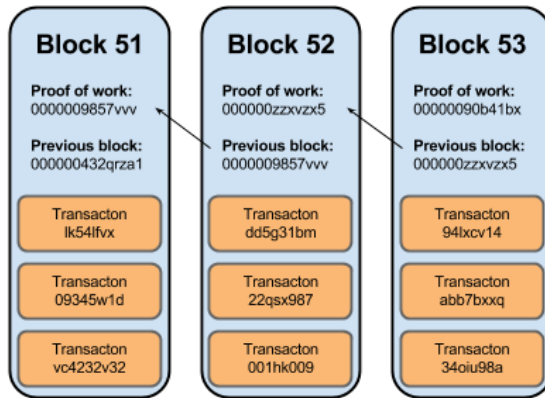 Block 51
Proof of work:
0000009857vvv
Previous block:
000000432qrza1
Transacton
lk54lfvx
Transacton
09345w1d
Transacton
vc4232v32
Block 52
Proof of work:
000000zzxvzx5
Previous block:
0000009857vvv
Transacton
dd5g31bm
Transacton
22qsx987
Transacton
001hk009
Block 53
Proof of work:
00000090b41bx
Previous block:
000000zzxvzx5
Transacton
94lxcv14
Transacton
abb7bxxq
Transacton
34oiu98a